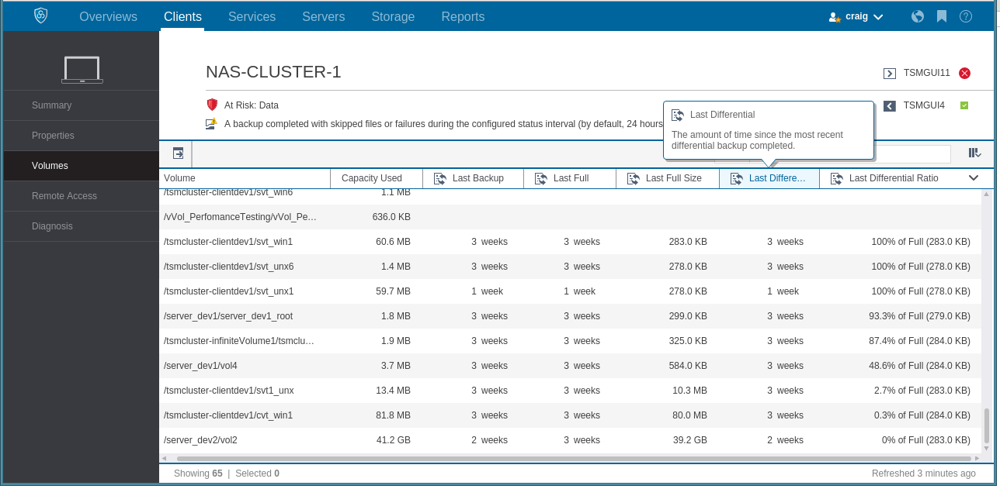 Overviews Clients Services Servers Storage Reports craig
NAS-CLUSTER-1 TSMGUI11
Summary At Risk: Data TSMGUI4
A backup completed with skipped files or failures during the configured status interval (by default, 24 hours
Last Differential
The amount of time since the most recent
differential backup completed.
Properties
Volumes
Remote Access
Diagnosis
Volume Capacity Used Last Backup Last Full Last Full Size Last Differe... Last Differential Ratio
/tsmcluster-clientdev1/svt_win6 1.1 MB
/vVol_PerfomanceTesting/vVol_Pe... 636.0 KB
/tsmcluster-clientdev1/svt_win1 60.6 MB 3 weeks 3 weeks 283.0 KB 3 weeks 100% of Full (283.0 KB)
/tsmcluster-clientdev1/svt_unx6 1.4 MB 3 weeks 3 weeks 278.0 KB 3 weeks 100% of Full (278.0 KB)
/tsmcluster-clientdev1/svt_unx1 59.7 MB 1 week 1 week 278.0 KB 1 week 100% of Full (278.0 KB)
/server_dev1/server_dev1_root 1.8 MB 3 weeks 3 weeks 299.0 KB 3 weeks 93.3% of Full (279.0 KB)
/tsmcluster-infiniteVolume1/tsmclu... 1.9 MB 3 weeks 3 weeks 325.0 KB 3 weeks 87.4% of Full (284.0 KB)
/server_dev1/vol4 3.7 MB 3 weeks 3 weeks 584.0 KB 3 weeks 48.6% of Full (284.0 KB)
/tsmcluster-clientdev1/svt1_unx 13.4 MB 3 weeks 3 weeks 10.3 MB 3 weeks 2.7% of Full (283.0 KB)
/tsmcluster-clientdev1/cvt_win1 81.8 MB 3 weeks 3 weeks 80.0 MB 3 weeks 0.3% of Full (284.0 KB)
/server_dev2/vol2 41.2 GB 2 weeks 3 weeks 39.2 GB 2 weeks 0% of Full (283.0 KB)
Showing 65 | Selected 0 Refreshed 3 minutes ago